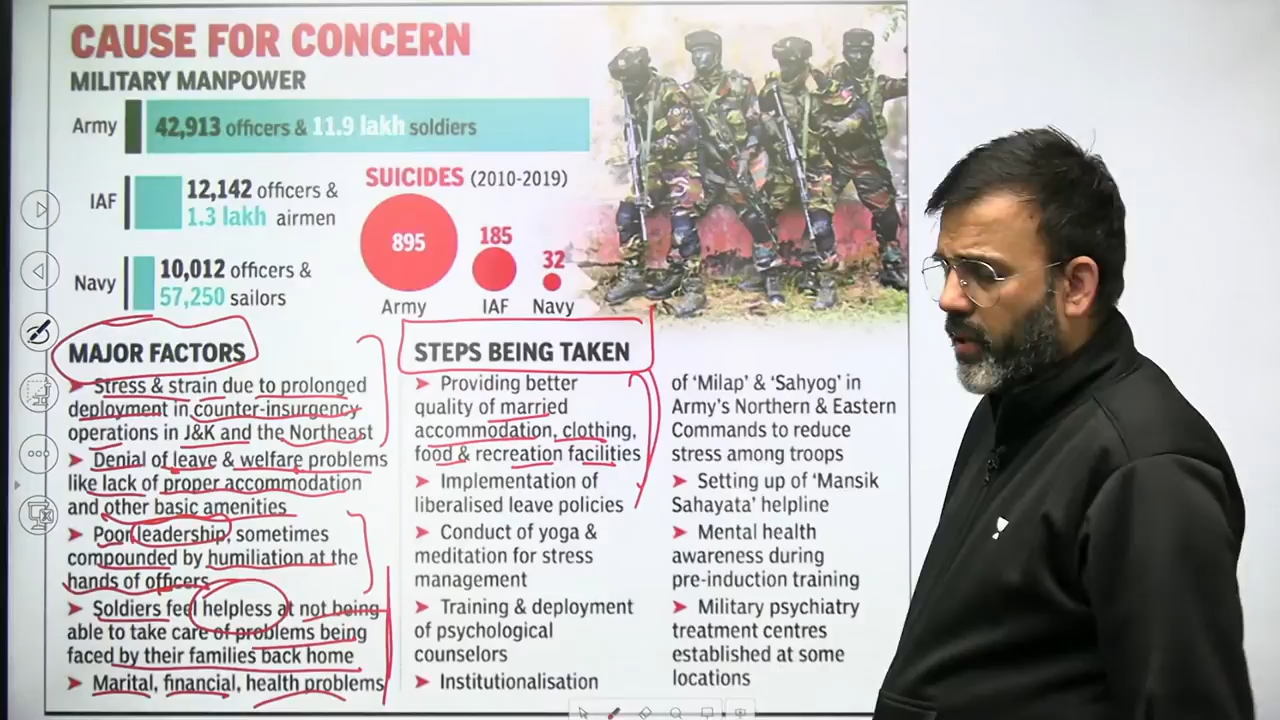 CAUSE FOR CONCERN
MILITARY MANPOWER
Army
42,913 officers & 11.9 lakh soldiers
IAF
12,142 officers &
1.3 lakh airmen
Navy
10,012 officers &
57,250 sailors
SUICIDES (2010-2019)
895
185
32
Army
IAF
Navy
MAJOR FACTORS
➤ Stress & strain due to prolonged
deployment in counter-insurgency
operations in J&K and the Northeast
➤ Denial of leave & welfare problems
like lack of proper accommodation
and other basic amenities
➤ Poor leadership, sometimes
compounded by humiliation at the
hands of officers
➤ Soldiers feel helpless at not being
able to take care of problems being
faced by their families back home
➤ Marital, financial, health problems
STEPS BEING TAKEN
➤ Providing better
quality of married
accommodation, clothing,
food & recreation facilities
➤ Implementation of
liberalised leave policies
➤ Conduct of yoga &
meditation for stress
management
➤ Training & deployment
of psychological
counselors
➤ Institutionalisation
of ‘Milap’ & ‘Sahyog’ in
Army’s Northern & Eastern
Commands to reduce
stress among troops
➤ Setting up of ‘Mansik
Sahayata’ helpline
➤ Mental health
awareness during
pre-induction training
➤ Military psychiatry
treatment centres
established at some
locations